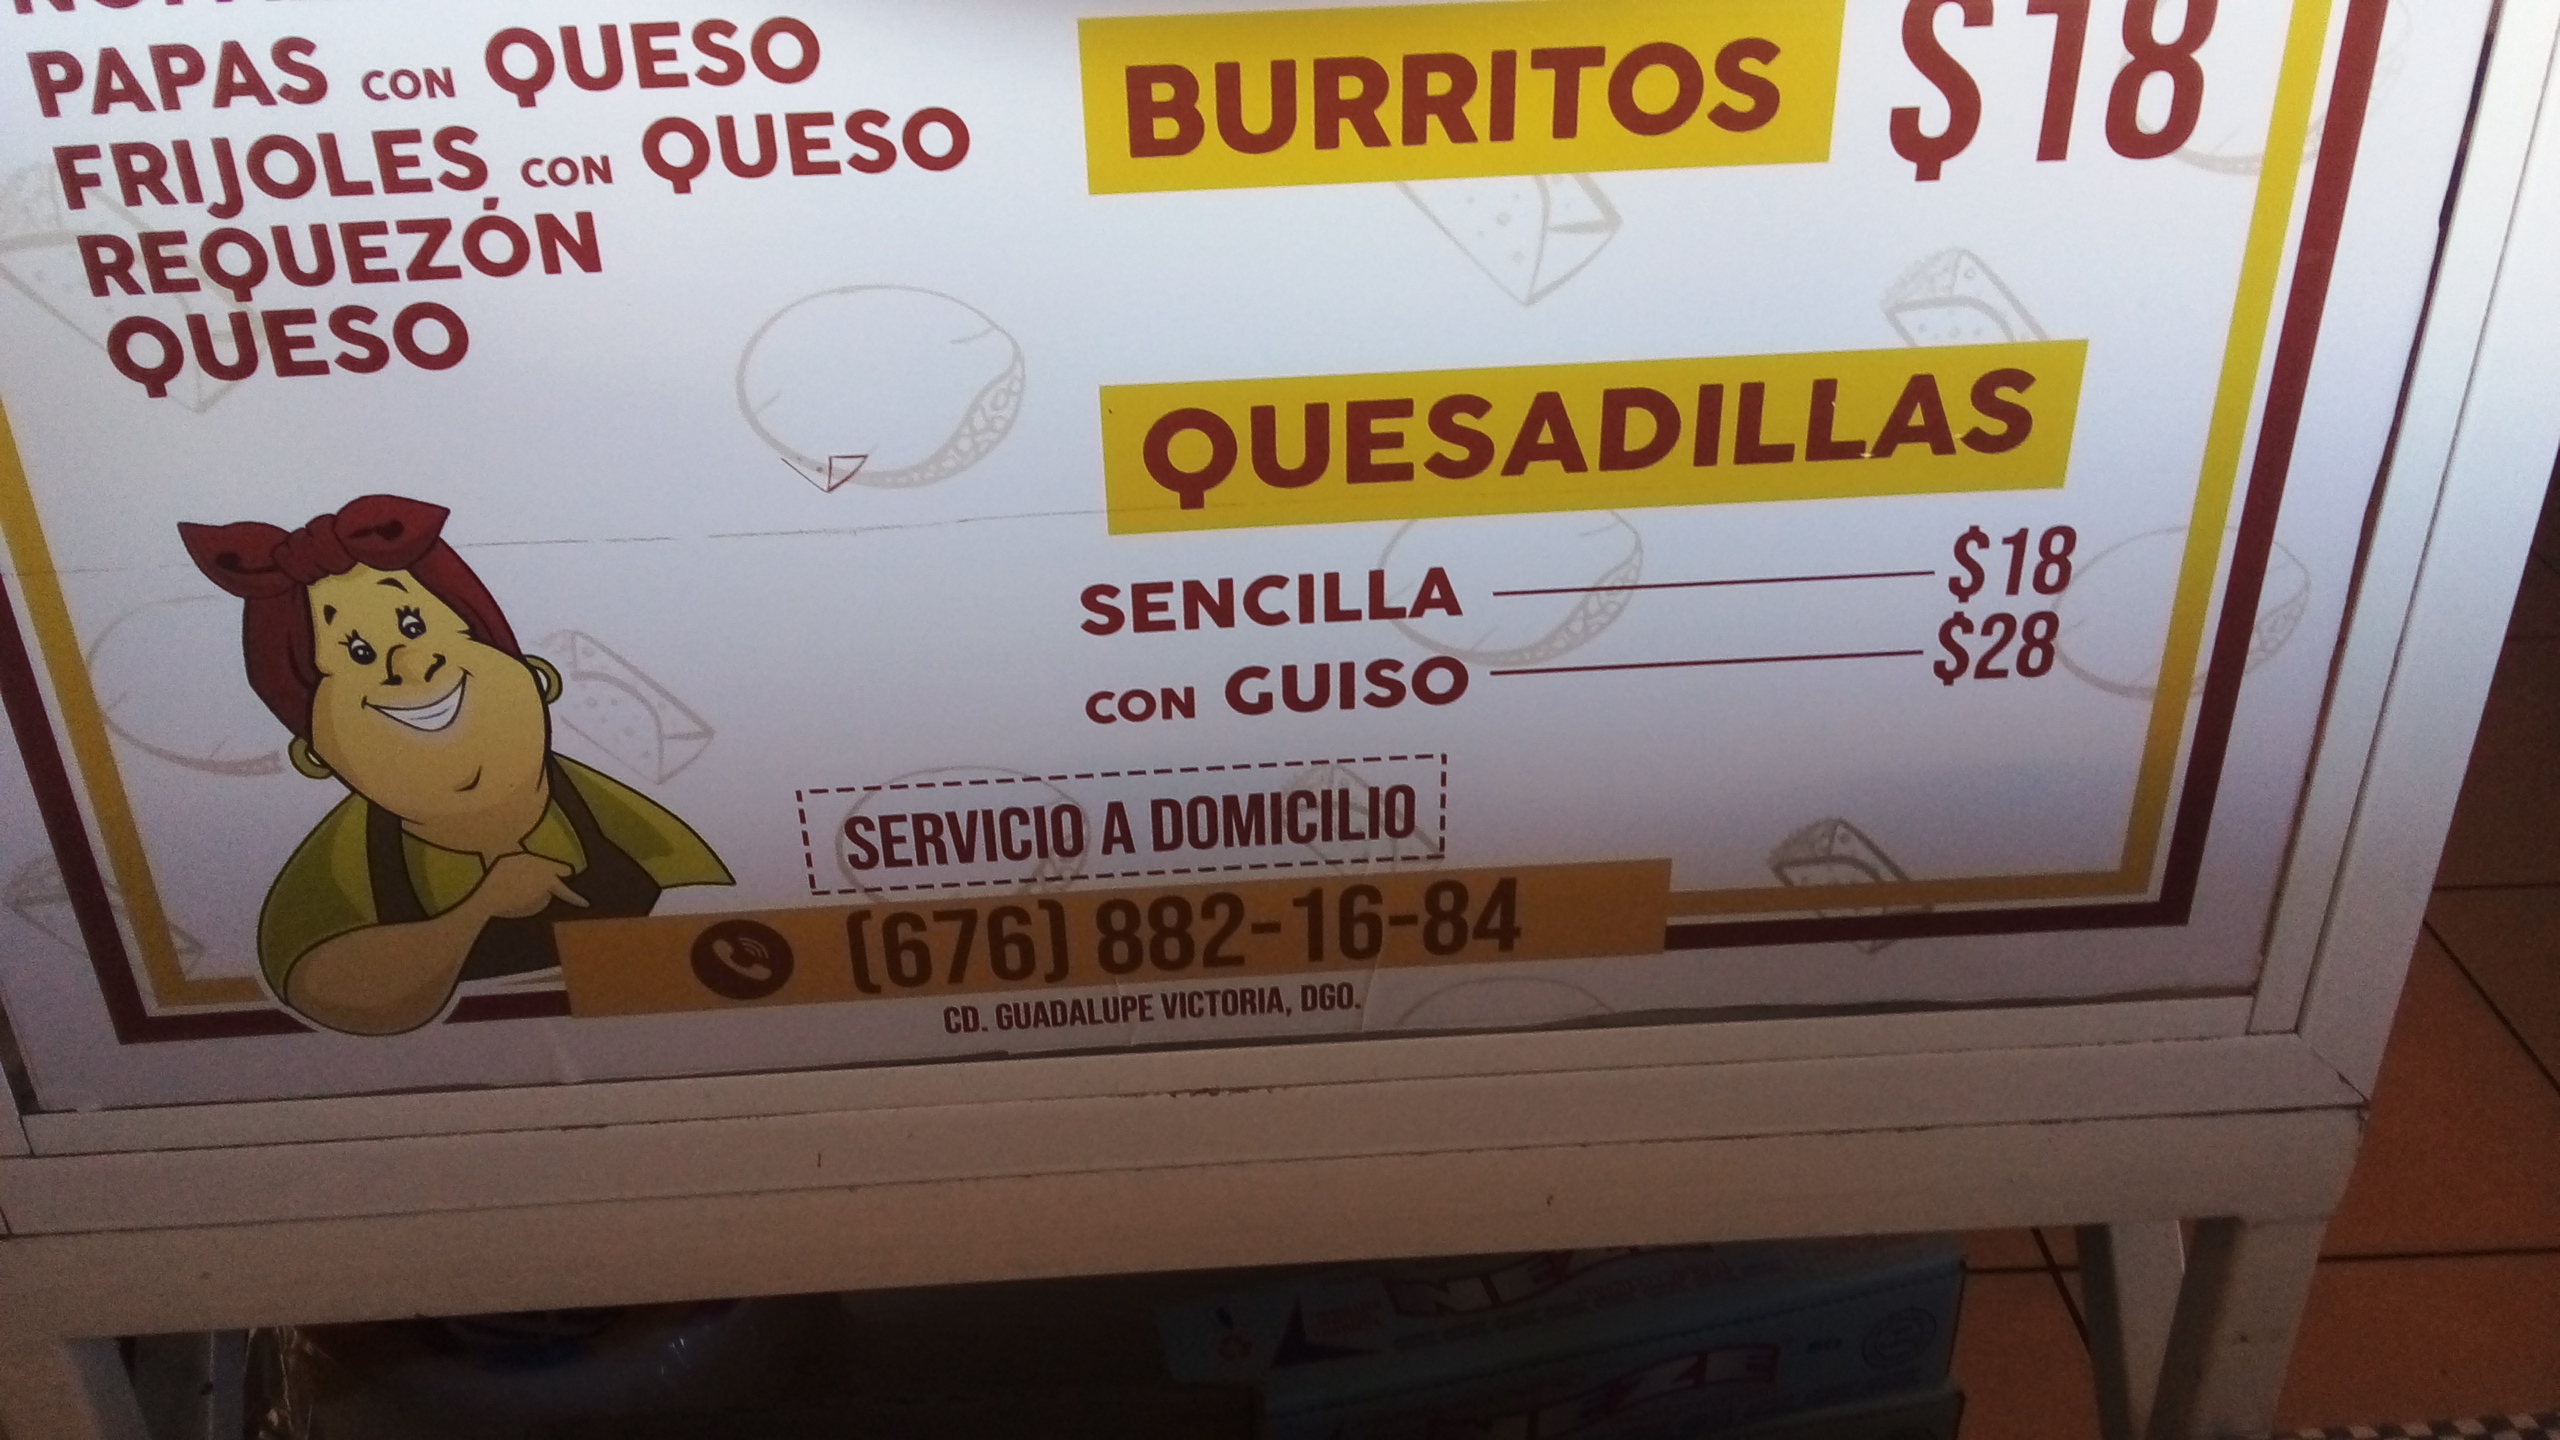 PAPAS CON QUESO
FRIJOLES CON QUESO
REQUEZÓN
QUESO
BURRITOS $18
QUESADILLAS
SENCILLA $18
CON GUISO $28
SERVICIO A DOMICILIO
(676) 882-16-84
CD. GUADALUPE VICTORIA, DGO.